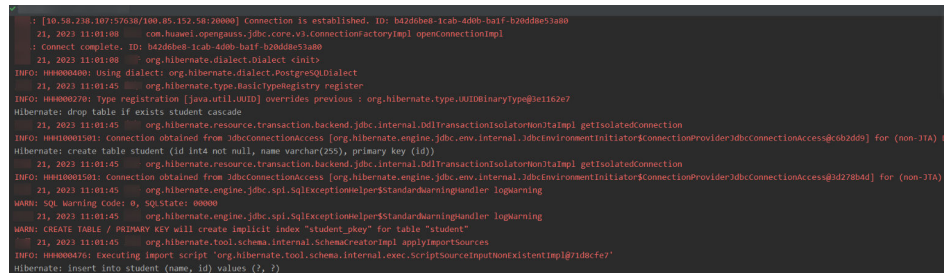 : [10.58.238.107:57638/100.85.152.58:20000] Connection is established. ID: b42d6be8-1cab-4d0b-ba1f-b20dd8e53a80
21, 2023 11:01:08 com.huawei.opengauss.jdbc.core.v3.ConnectionFactoryImpl openConnectionImpl
: Connect complete. ID: b42d6be8-1cab-4d0b-ba1f-b20dd8e53a80
21, 2023 11:01:08 org.hibernate.dialect.Dialect <init>
INFO: HHH000400: Using dialect: org.hibernate.dialect.PostgreSQLDialect
21, 2023 11:01:45 org.hibernate.type.BasicTypeRegistry register
INFO: HHH000270: Type registration [java.util.UUID] overrides previous : org.hibernate.type.UUIDBinaryType@3e1162e7
Hibernate: drop table if exists student cascade
21, 2023 11:01:45 org.hibernate.resource.transaction.backend.jdbc.internal.DdlTransactionIsolatorNonJtaImpl getIsolatedConnection
INFO: HHH10001501: Connection obtained from JdbcConnectionAccess [org.hibernate.engine.jdbc.env.internal.JdbcEnvironmentInitiator$ConnectionProviderJdbcConnectionAccess@c6b2dd9] for (non-JTA)
Hibernate: create table student (id int4 not null, name varchar(255), primary key (id))
21, 2023 11:01:45 org.hibernate.resource.transaction.backend.jdbc.internal.DdlTransactionIsolatorNonJtaImpl getIsolatedConnection
INFO: HHH10001501: Connection obtained from JdbcConnectionAccess [org.hibernate.engine.jdbc.env.internal.JdbcEnvironmentInitiator$ConnectionProviderJdbcConnectionAccess@3d278b4d] for (non-JTA)
21, 2023 11:01:45 org.hibernate.engine.jdbc.spi.SqlExceptionHelper$StandardWarningHandler logWarning
WARN: SQL Warning Code: 0, SQLState: 00000
21, 2023 11:01:45 org.hibernate.engine.jdbc.spi.SqlExceptionHelper$StandardWarningHandler logWarning
WARN: CREATE TABLE / PRIMARY KEY will create implicit index "student_pkey" for table "student"
21, 2023 11:01:45 org.hibernate.tool.schema.internal.SchemaCreatorImpl applyImportSources
INFO: HHH000476: Executing import script 'org.hibernate.tool.schema.internal.exec.ScriptSourceInputNonExistentImpl@71d8cfe7'
Hibernate: insert into student (name, id) values (?, ?)